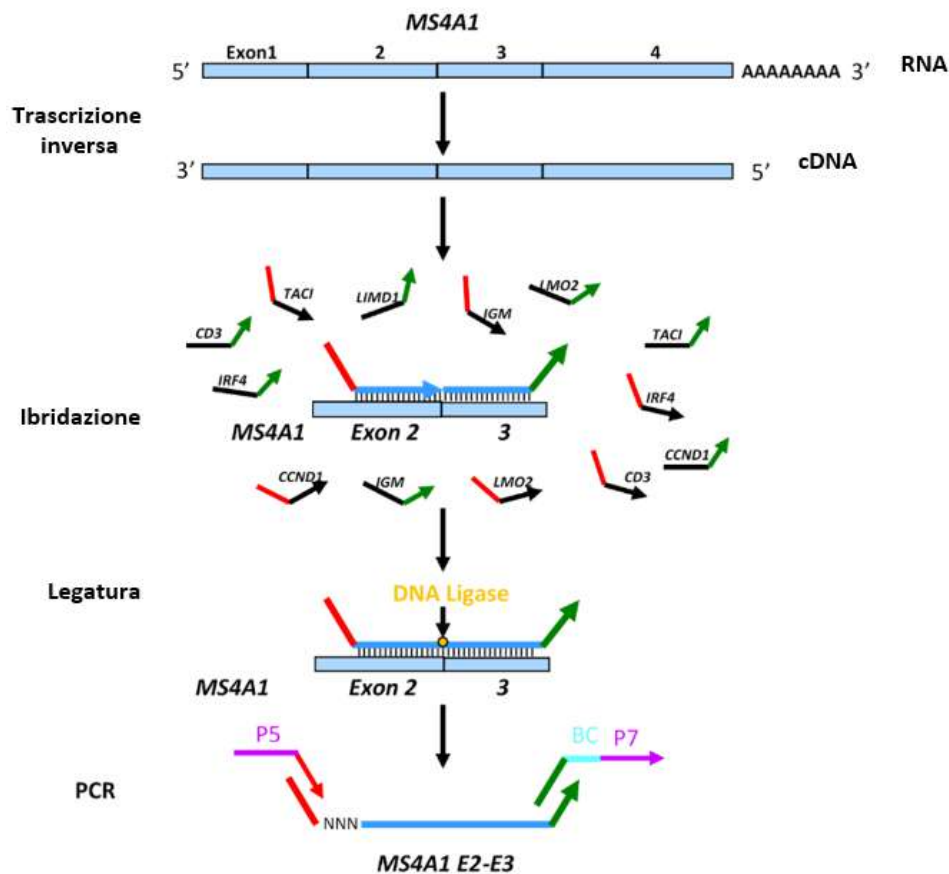 MS4A1
Exon1 2 3 4
5′ AAAAAAAA 3′ RNA
Trascrizione
inversa
3′ 5′ cDNA
TACI LIMD1 IGM LMO2
CD3 TACI
IRF4 IRF4
Ibridazione
MS4A1 Exon 2 3
CCND1
CCND1 IGM LMO2 CD3
Legatura
DNA Ligase
MS4A1 Exon 2 3
P5 BC P7
PCR
NNN
MS4A1 E2-E3